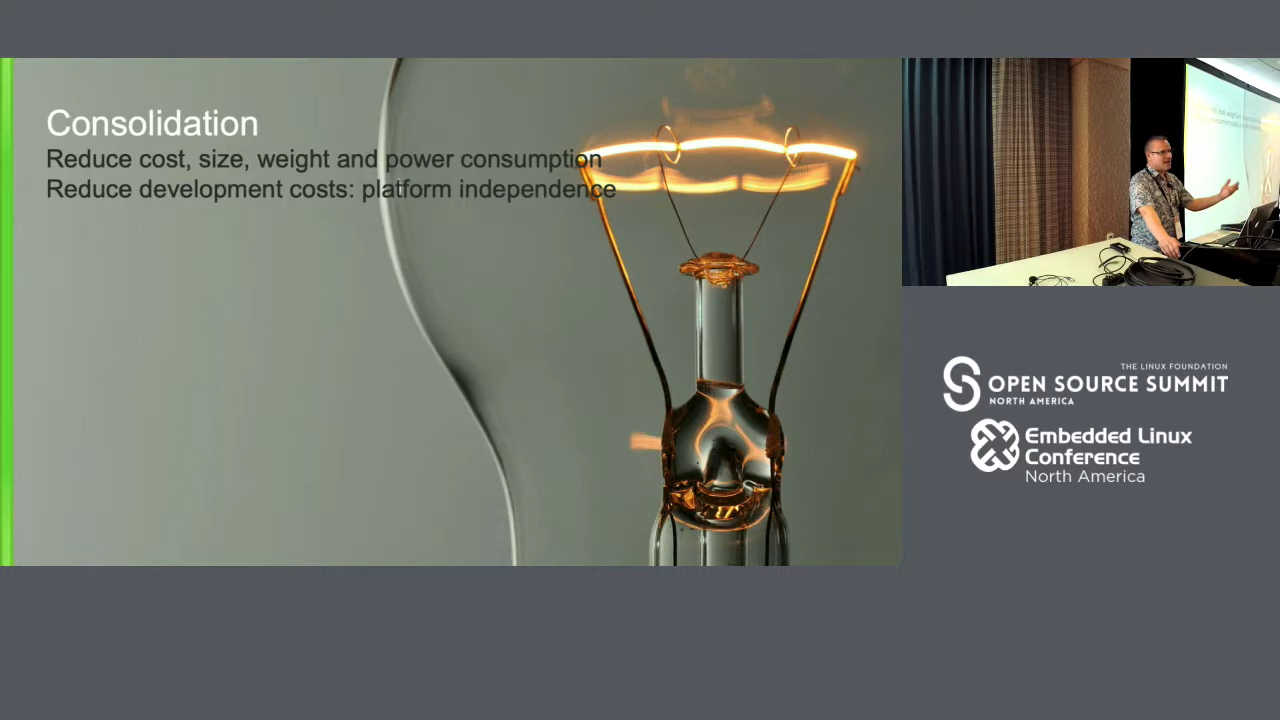 Consolidation
Reduce cost, size, weight and power consumption
Reduce development costs: platform independence
THE LINUX FOUNDATION
OPEN SOURCE SUMMIT
NORTH AMERICA
Embedded Linux
Conference
North America